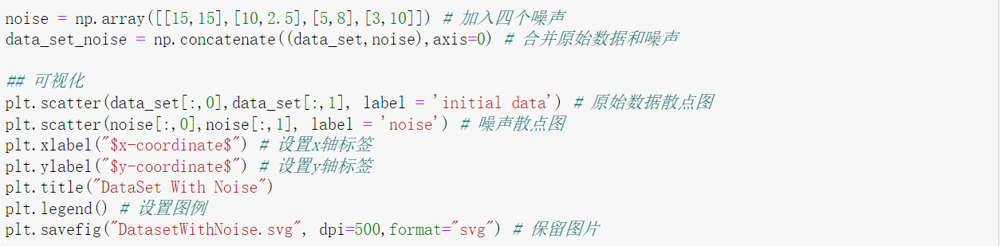 noise = np.array([[15,15],[10,2.5],[5,8],[3,10]]) # 加入四个噪声
data_set_noise = np.concatenate((data_set,noise),axis=0) # 合并原始数据和噪声
## 可视化
plt.scatter(data_set[:,0],data_set[:,1], label = 'initial data') # 原始数据散点图
plt.scatter(noise[:,0],noise[:,1], label = 'noise') # 噪声散点图
plt.xlabel("$x-coordinate$") # 设置x轴标签
plt.ylabel("$y-coordinate$") # 设置y轴标签
plt.title("DataSet With Noise")
plt.legend() # 设置图例
plt.savefig("DatasetWithNoise.svg", dpi=500,format="svg") # 保留图片